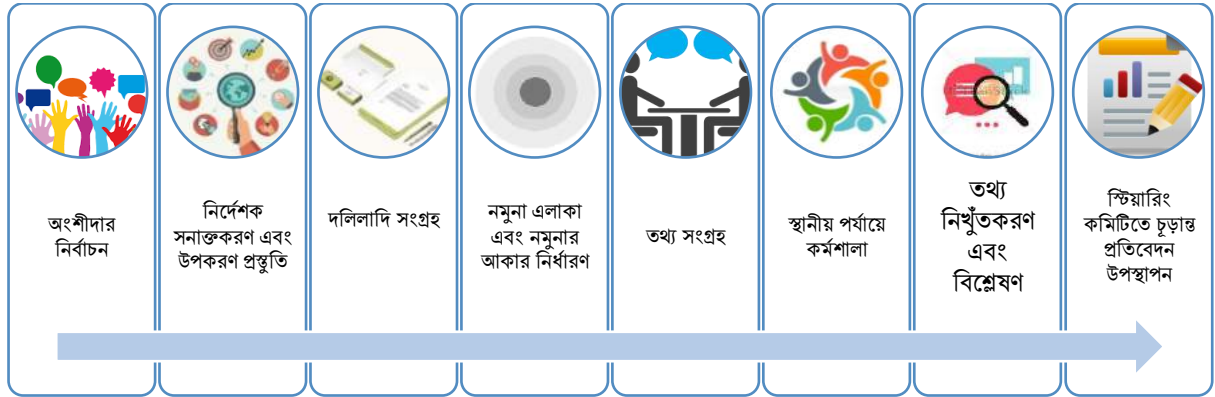 অংশীদার
নির্বাচন
নির্দেশক
সনাক্তকরণ এবং
উপকরণ প্রস্তুতি
দলিলাদি সংগ্রহ
নমুনা এলাকা
এবং নমুনার
আকার নির্ধারণ
তথ্য সংগ্রহ
স্থানীয় পর্যায়ে
কর্মশালা
তথ্য
নিখুঁতকরণ
এবং
বিশ্লেষণ
স্টিয়ারিং
কমিটিতে চূড়ান্ত
প্রতিবেদন
উপস্থাপন